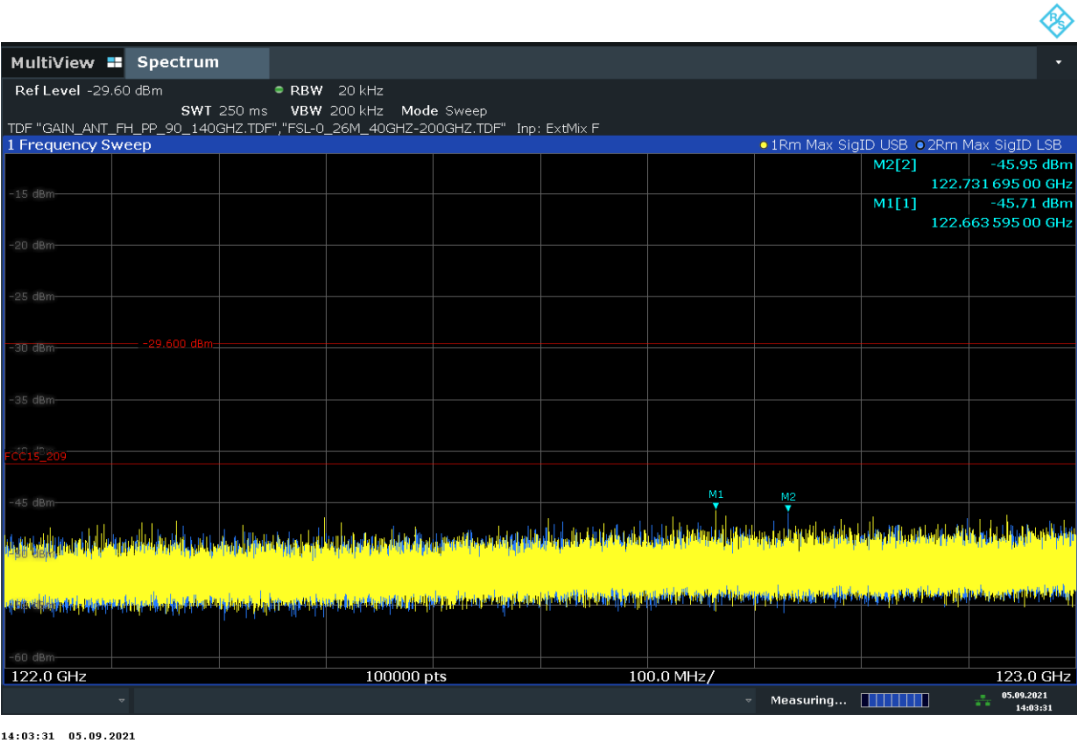 MultiView Spectrum
Ref Level -29.60 dBm RBW 20 kHz
SWT 250 ms VBW 200 kHz Mode Sweep
TDF "GAIN_ANT_FH_PP_90_140GHZ.TDF","FSL-0_26M_40GHZ-200GHZ.TDF" Inp: ExtMix F
1 Frequency Sweep 1Rm Max SigID USB 2Rm Max SigID LSB
M2[2] -45.95 dBm
122.731 695 00 GHz
-15 dBm
M1[1] -45.71 dBm
122.663 595 00 GHz
-20 dBm
-25 dBm
-29.600 dBm
-30 dBm
-35 dBm
FCC15_209
M1 M2
-45 dBm
-60 dBm
122.0 GHz 100000 pts 100.0 MHz/ 123.0 GHz
Measuring... 05.09.2021
14:03:31
14:03:31 05.09.2021